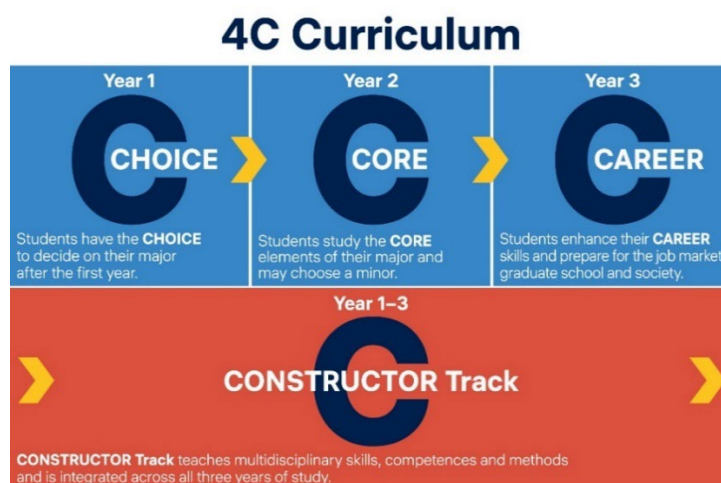 4C Curriculum
Year 1
CHOICE
Students have the CHOICE
to decide on their major
after the first year.
Year 2
CORE
Students study the CORE
elements of their major and
may choose a minor.
Year 3
CAREER
Students enhance their CAREER
skills and prepare for the job market,
graduate school and society.
Year 1–3
CONSTRUCTOR Track
CONSTRUCTOR Track teaches multidisciplinary skills, competences and methods
and is integrated across all three years of study.